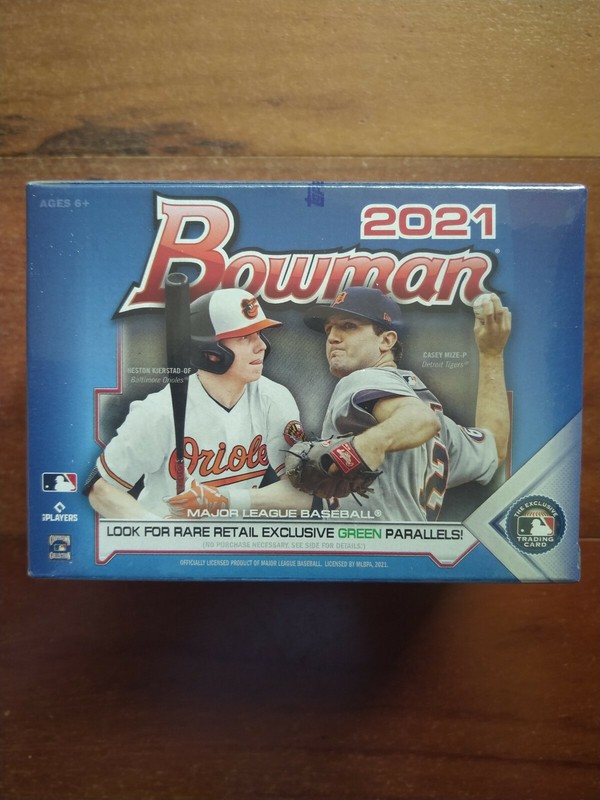 AGES 6+
Topps
2021
Bowman®
HESTON KJERSTAD-OF
Baltimore Orioles®
CASEY MIZE-P
Detroit Tigers®
Orioles
MAJOR LEAGUE BASEBALL®
PLAYERS
LOOK FOR RARE RETAIL EXCLUSIVE GREEN PARALLELS!
(NO PURCHASE NECESSARY. SEE SIDE FOR DETAILS.)
OFFICIALLY LICENSED PRODUCT OF MAJOR LEAGUE BASEBALL. LICENSED BY MLBPA, 2021.
THE EXCLUSIVE
TRADING
CARD